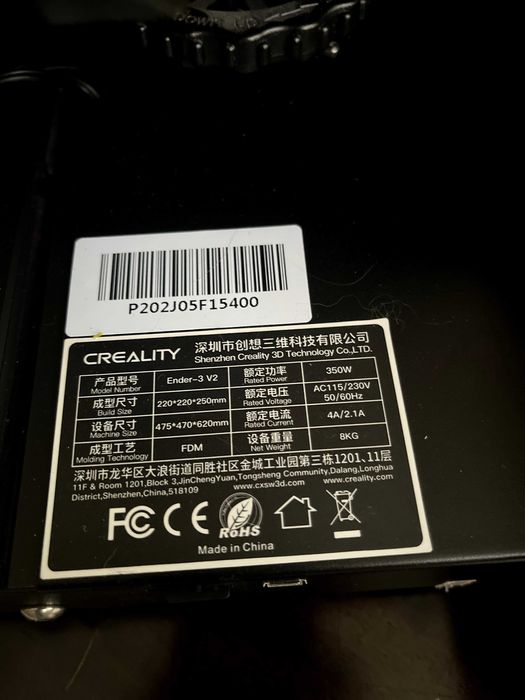 DOWN UP
P202J05F15400
CREALITY 深圳市创想三维科技有限公司
Shenzhen Creality 3D Technology Co.,LTD.
产品型号 Ender-3 V2 额定功率 350W
Model Number Rated Power
成型尺寸 220*220*250mm 额定电压 AC115/230V
Build Size Rated Voltage 50/60Hz
设备尺寸 475*470*620mm 额定电流 4A/2.1A
Machine Size Rated Current
成型工艺 FDM 设备重量 8KG
Molding Technology Net Weight
深圳市龙华区大浪街道同胜社区金城工业园第三栋1201、11层
11F & Room 1201,Block 3,JinChengYuan,Tongsheng Community,Dalang,Longhua
District,Shenzhen,China,518109 www.cxsw3d.com www.creality.com
FC CE RoHS
Made in China